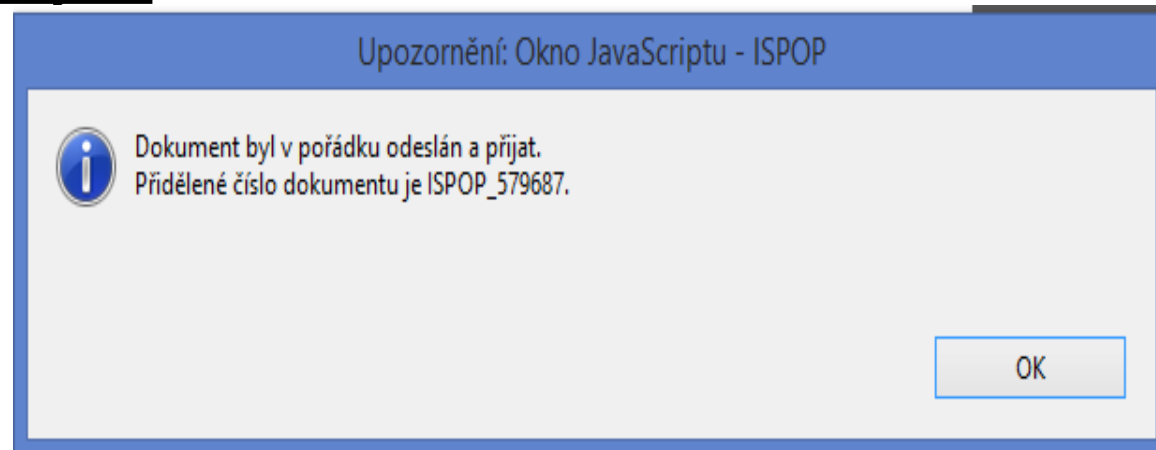 Upozornění: Okno JavaScriptu - ISPOP
Dokument byl v pořádku odeslán a přijat.
Přidělené číslo dokumentu je ISPOP_579687.
OK